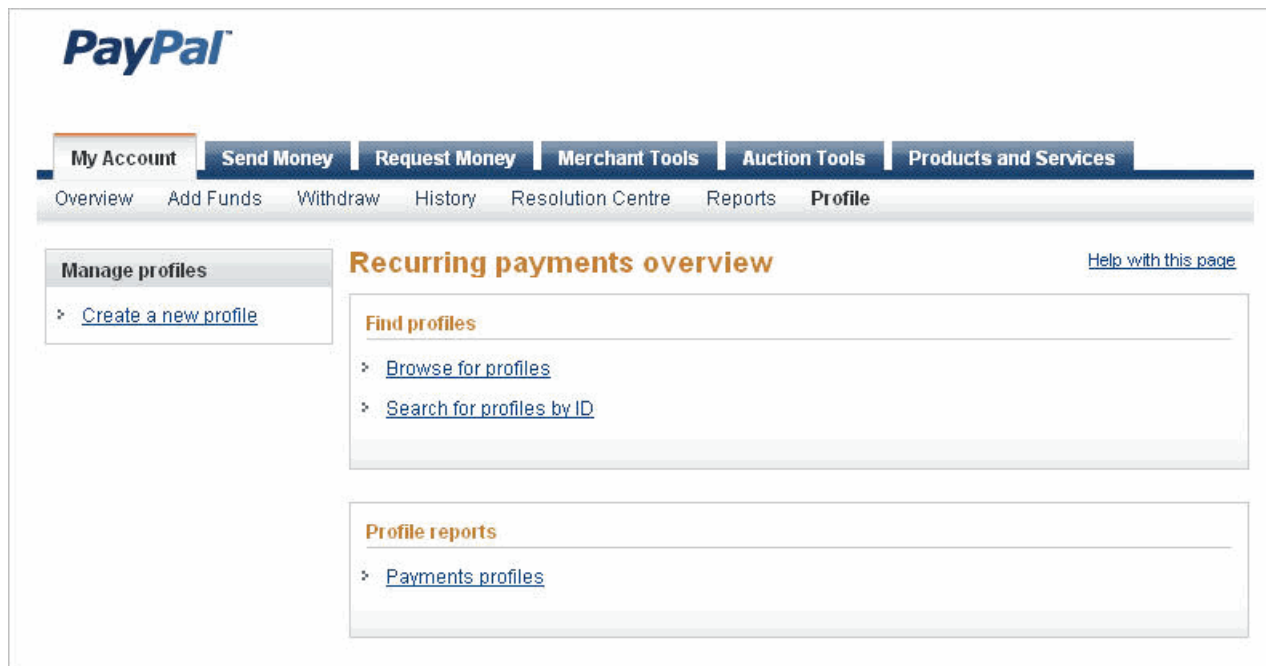 PayPal™
My Account Send Money Request Money Merchant Tools Auction Tools Products and Services
Overview Add Funds Withdraw History Resolution Centre Reports Profile
Manage profiles
Create a new profile
Recurring payments overview
Help with this page
Find profiles
Browse for profiles
Search for profiles by ID
Profile reports
Payments profiles